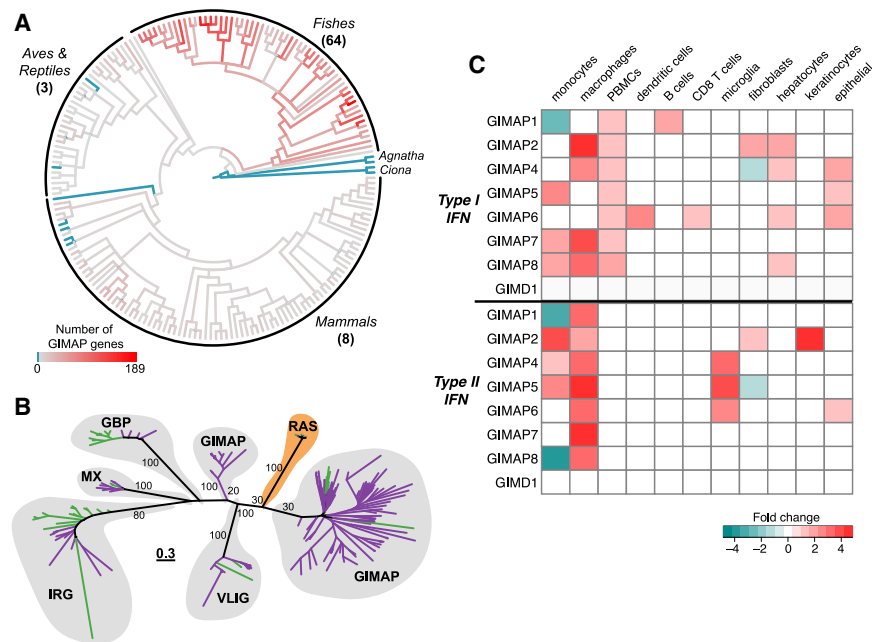 A
Fishes
(64)
Aves &
Reptiles
(3)
Agnatha
Ciona
Mammals
(8)
Number of
GIMAP genes
0 189
B
GBP
GIMAP
RAS
MX
IRG
VLIG
GIMAP
100
100
80
100
20
100
30
100
30
100
0.3
C
monocytes
macrophages
PBMCs
dendritic cells
B cells
CD8 T cells
microglia
fibroblasts
hepatocytes
keratinocytes
epithelial
Type I
IFN
GIMAP1
GIMAP2
GIMAP4
GIMAP5
GIMAP6
GIMAP7
GIMAP8
GIMD1
Type II
IFN
GIMAP1
GIMAP2
GIMAP4
GIMAP5
GIMAP6
GIMAP7
GIMAP8
GIMD1
Fold change
−4 −2 0 2 4